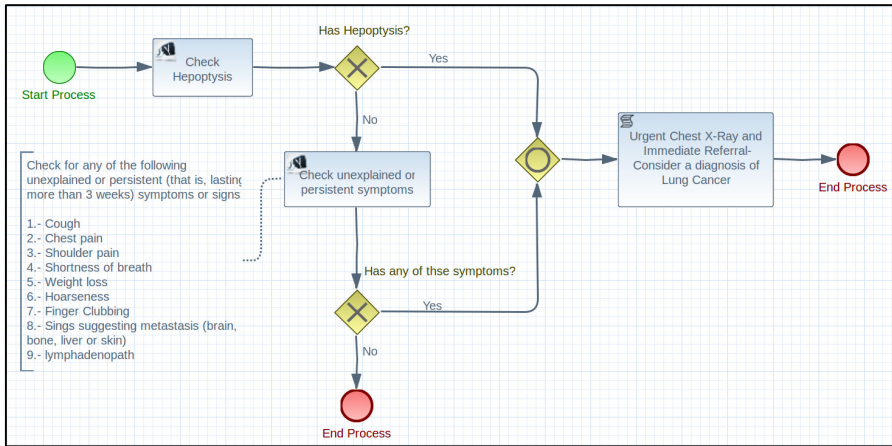 Has Hepoptysis?
Check
Hepoptysis
Yes
Start Process
No
Urgent Chest X-Ray and
Immediate Referral-
Consider a diagnosis of
Lung Cancer
End Process
Check unexplained or
persistent symptoms
Check for any of the following
unexplained or persistent (that is, lasting
more than 3 weeks) symptoms or signs
1.- Cough
2.- Chest pain
3.- Shoulder pain
4.- Shortness of breath
5.- Weight loss
6.- Hoarseness
7.- Finger Clubbing
8.- Sings suggesting metastasis (brain,
bone, liver or skin)
9.- lymphadenopath
Has any of thse symptoms?
Yes
No
End Process